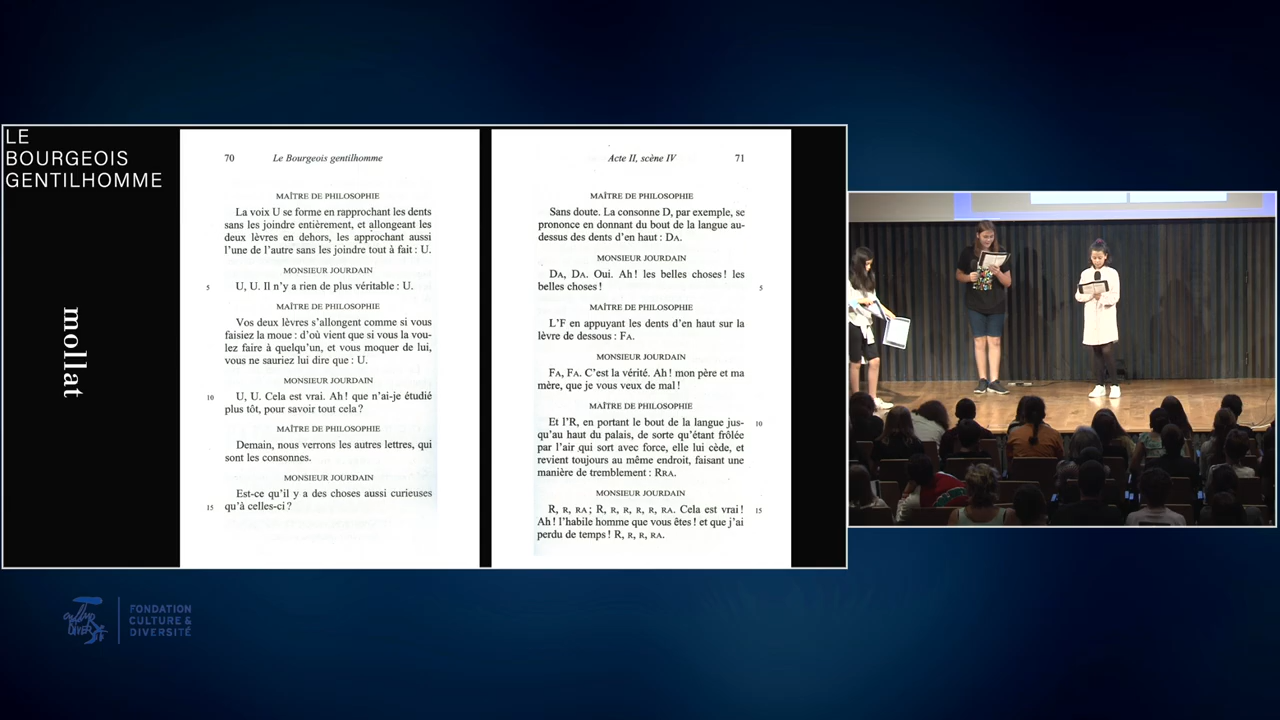 LE
BOURGEOIS
GENTILHOMME
mollat
70 Le Bourgeois gentilhomme
MAÎTRE DE PHILOSOPHIE
La voix U se forme en rapprochant les dents
sans les joindre entièrement, et allongeant les
deux lèvres en dehors, les approchant aussi
l'une de l'autre sans les joindre tout à fait : U.
MONSIEUR JOURDAIN
5 U, U. Il n'y a rien de plus véritable : U.
MAÎTRE DE PHILOSOPHIE
Vos deux lèvres s'allongent comme si vous
faisiez la moue : d'où vient que si vous la vou-
lez faire à quelqu'un, et vous moquer de lui,
vous ne sauriez lui dire que : U.
MONSIEUR JOURDAIN
10 U, U. Cela est vrai. Ah ! que n'ai-je étudié
plus tôt, pour savoir tout cela ?
MAÎTRE DE PHILOSOPHIE
Demain, nous verrons les autres lettres, qui
sont les consonnes.
MONSIEUR JOURDAIN
Est-ce qu'il y a des choses aussi curieuses
15 qu'à celles-ci ?
Acte II, scène IV 71
MAÎTRE DE PHILOSOPHIE
Sans doute. La consonne D, par exemple, se
prononce en donnant du bout de la langue au-
dessus des dents d'en haut : DA.
MONSIEUR JOURDAIN
DA, DA. Oui. Ah ! les belles choses ! les
belles choses ! 5
MAÎTRE DE PHILOSOPHIE
L'F en appuyant les dents d'en haut sur la
lèvre de dessous : FA.
MONSIEUR JOURDAIN
FA, FA. C'est la vérité. Ah ! mon père et ma
mère, que je vous veux de mal !
MAÎTRE DE PHILOSOPHIE
Et l'R, en portant le bout de la langue jus- 10
qu'au haut du palais, de sorte qu'étant frôlée
par l'air qui sort avec force, elle lui cède, et
revient toujours au même endroit, faisant une
manière de tremblement : RRA.
MONSIEUR JOURDAIN
R, R, RA ; R, R, R, R, R, RA. Cela est vrai ! 15
Ah ! l'habile homme que vous êtes ! et que j'ai
perdu de temps ! R, R, R, RA.
FONDATION
CULTURE &
DIVERSITÉ